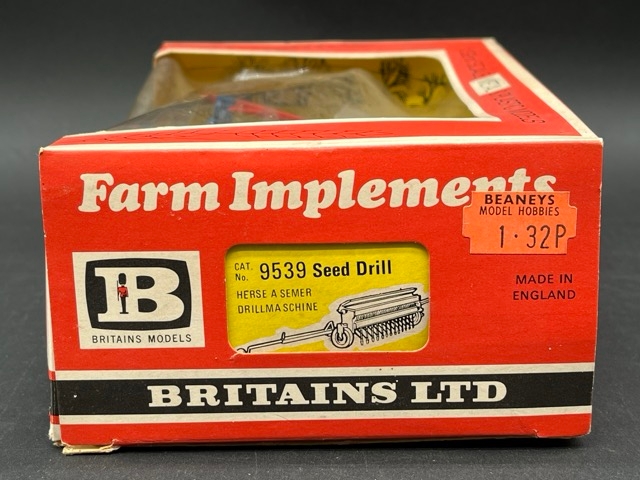 Farm Implements
BEANEYS
MODEL HOBBIES
1·32P
CAT. No. 9539 Seed Drill
HERSE A SEMER
DRILLMASCHINE
MADE IN
ENGLAND
B
BRITAINS MODELS
BRITAINS LTD